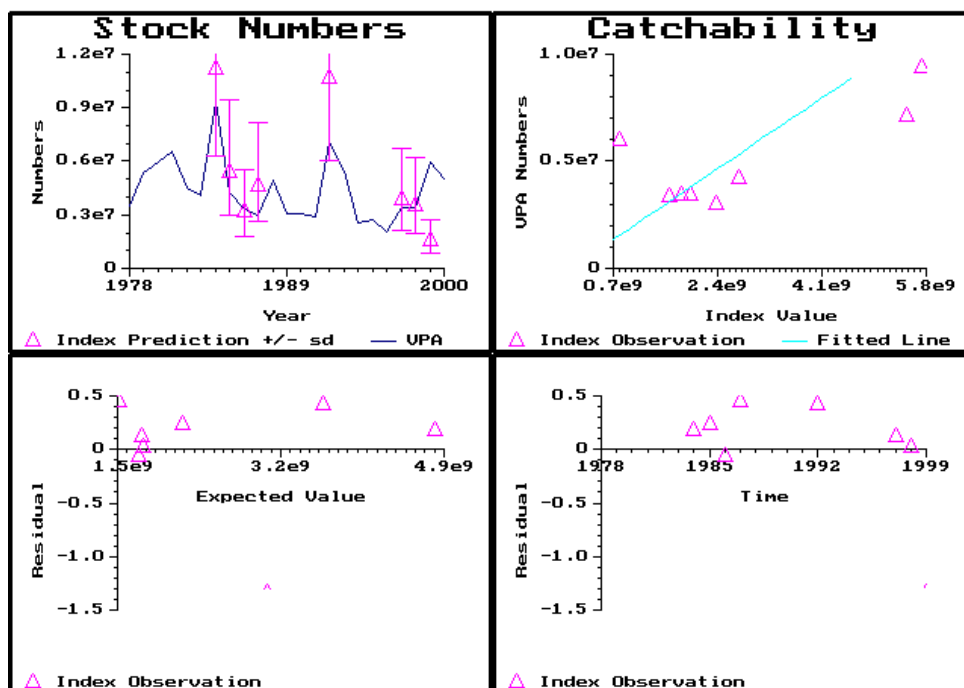 Stock Numbers
1.2e7
0.9e7
0.6e7
0.3e7
0
Numbers
1978 1989 2000
Year
Index Prediction +/- sd VPA
Catchability
1.0e7
0.5e7
0
VPA Numbers
0.7e9 2.4e9 4.1e9 5.8e9
Index Value
Index Observation Fitted Line
0.5
0
-0.5
-1.0
-1.5
Residual
1.5e9 3.2e9 4.9e9
Expected Value
Index Observation
0.5
0
-0.5
-1.0
-1.5
Residual
1978 1985 1992 1999
Time
Index Observation